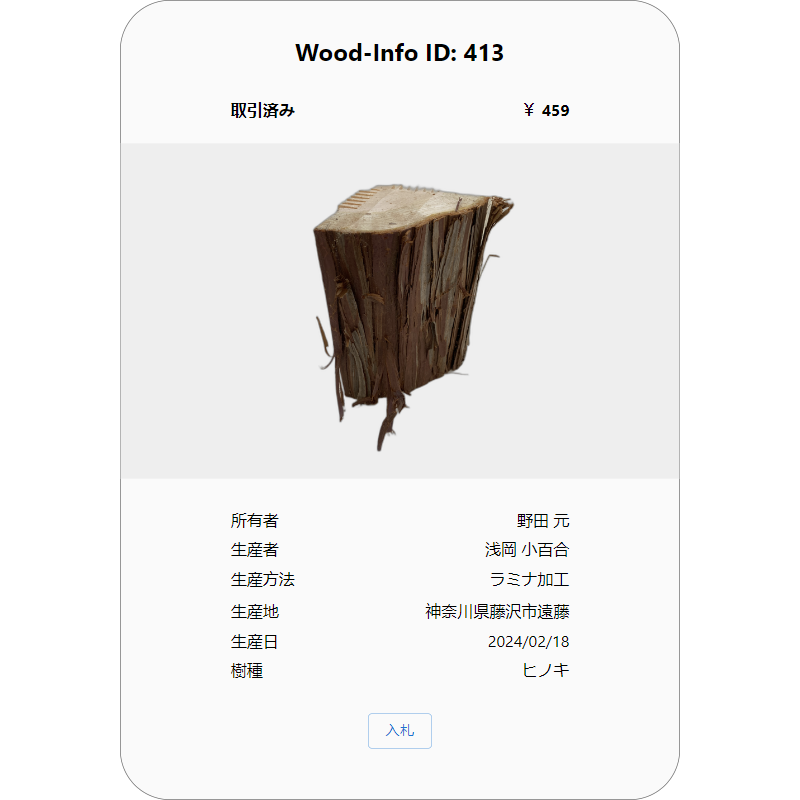 Wood-Info ID: 413
取引済み ¥ 459
所有者 野田 元
生産者 浅岡 小百合
生産方法 ラミナ加工
生産地 神奈川県藤沢市遠藤
生産日 2024/02/18
樹種 ヒノキ
入札